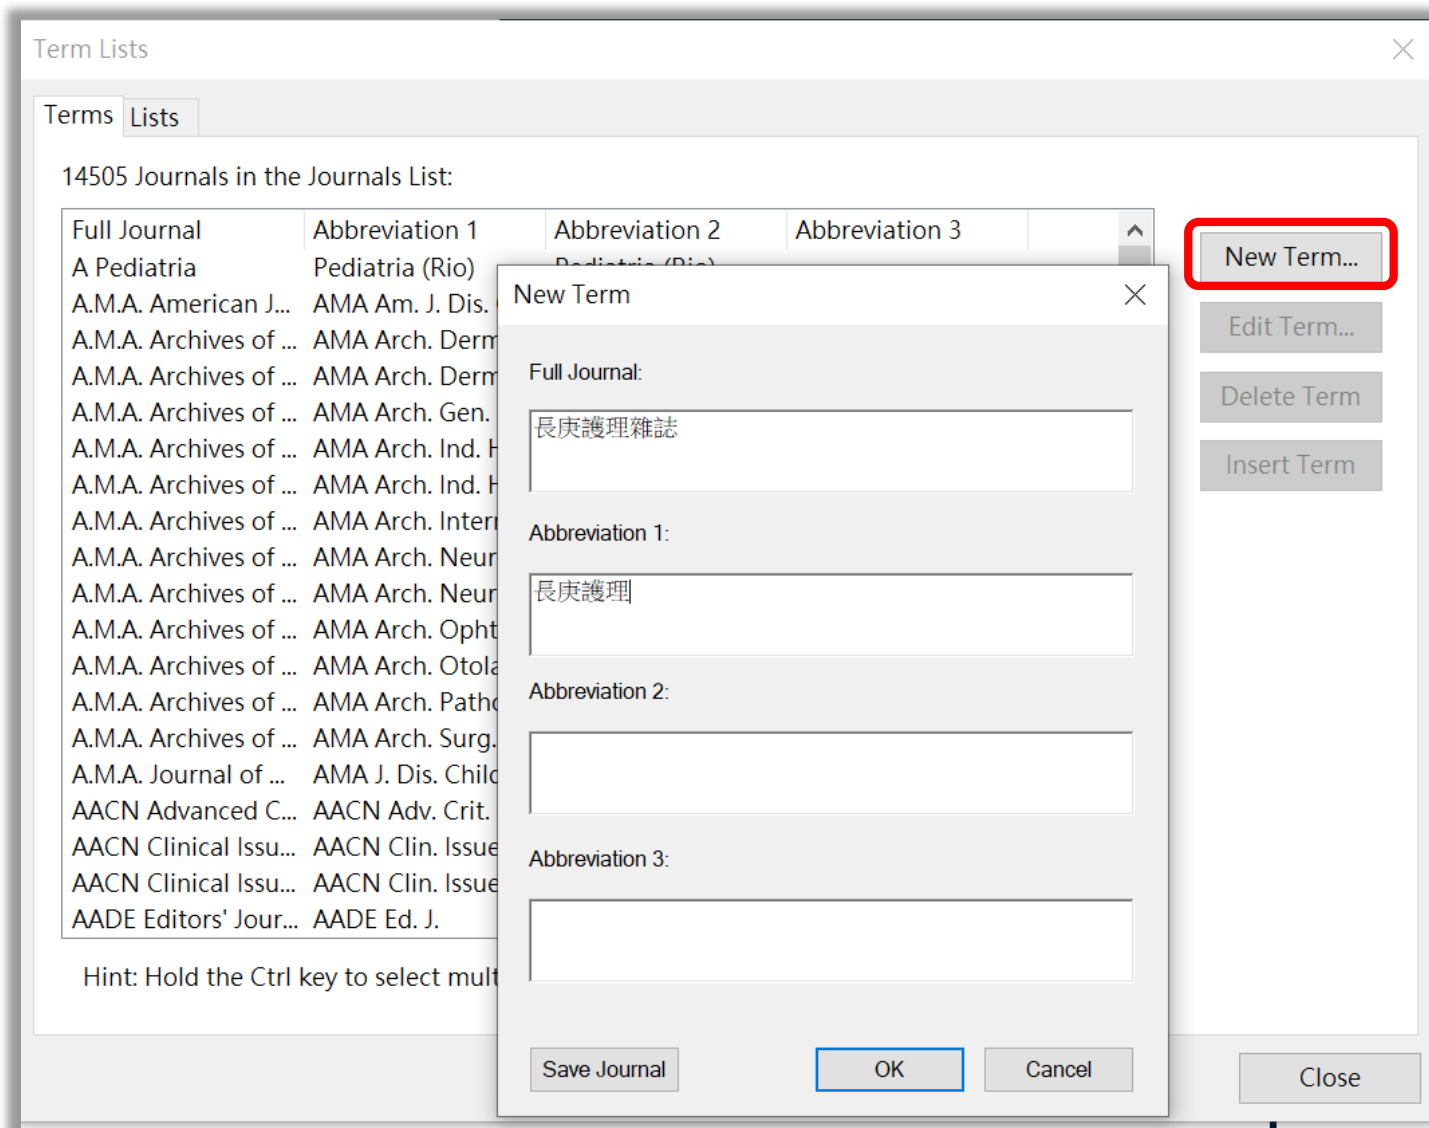 Term Lists
Terms Lists
14505 Journals in the Journals List:
Full Journal Abbreviation 1 Abbreviation 2 Abbreviation 3
A Pediatria Pediatria (Rio) Pediatria (Rio)
A.M.A. American J... AMA Am. J. Dis.
A.M.A. Archives of ... AMA Arch. Derm
A.M.A. Archives of ... AMA Arch. Derm
A.M.A. Archives of ... AMA Arch. Gen.
A.M.A. Archives of ... AMA Arch. Ind. H
A.M.A. Archives of ... AMA Arch. Ind. H
A.M.A. Archives of ... AMA Arch. Inter
A.M.A. Archives of ... AMA Arch. Neur
A.M.A. Archives of ... AMA Arch. Neur
A.M.A. Archives of ... AMA Arch. Opht
A.M.A. Archives of ... AMA Arch. Otola
A.M.A. Archives of ... AMA Arch. Patho
A.M.A. Archives of ... AMA Arch. Surg.
A.M.A. Journal of ... AMA J. Dis. Child
AACN Advanced C... AACN Adv. Crit.
AACN Clinical Issu... AACN Clin. Issue
AACN Clinical Issu... AACN Clin. Issue
AADE Editors' Jour... AADE Ed. J.
Hint: Hold the Ctrl key to select mult
New Term...
Edit Term...
Delete Term
Insert Term
New Term
Full Journal:
長庚護理雜誌
Abbreviation 1:
長庚護理
Abbreviation 2:
Abbreviation 3:
Save Journal OK Cancel
Close